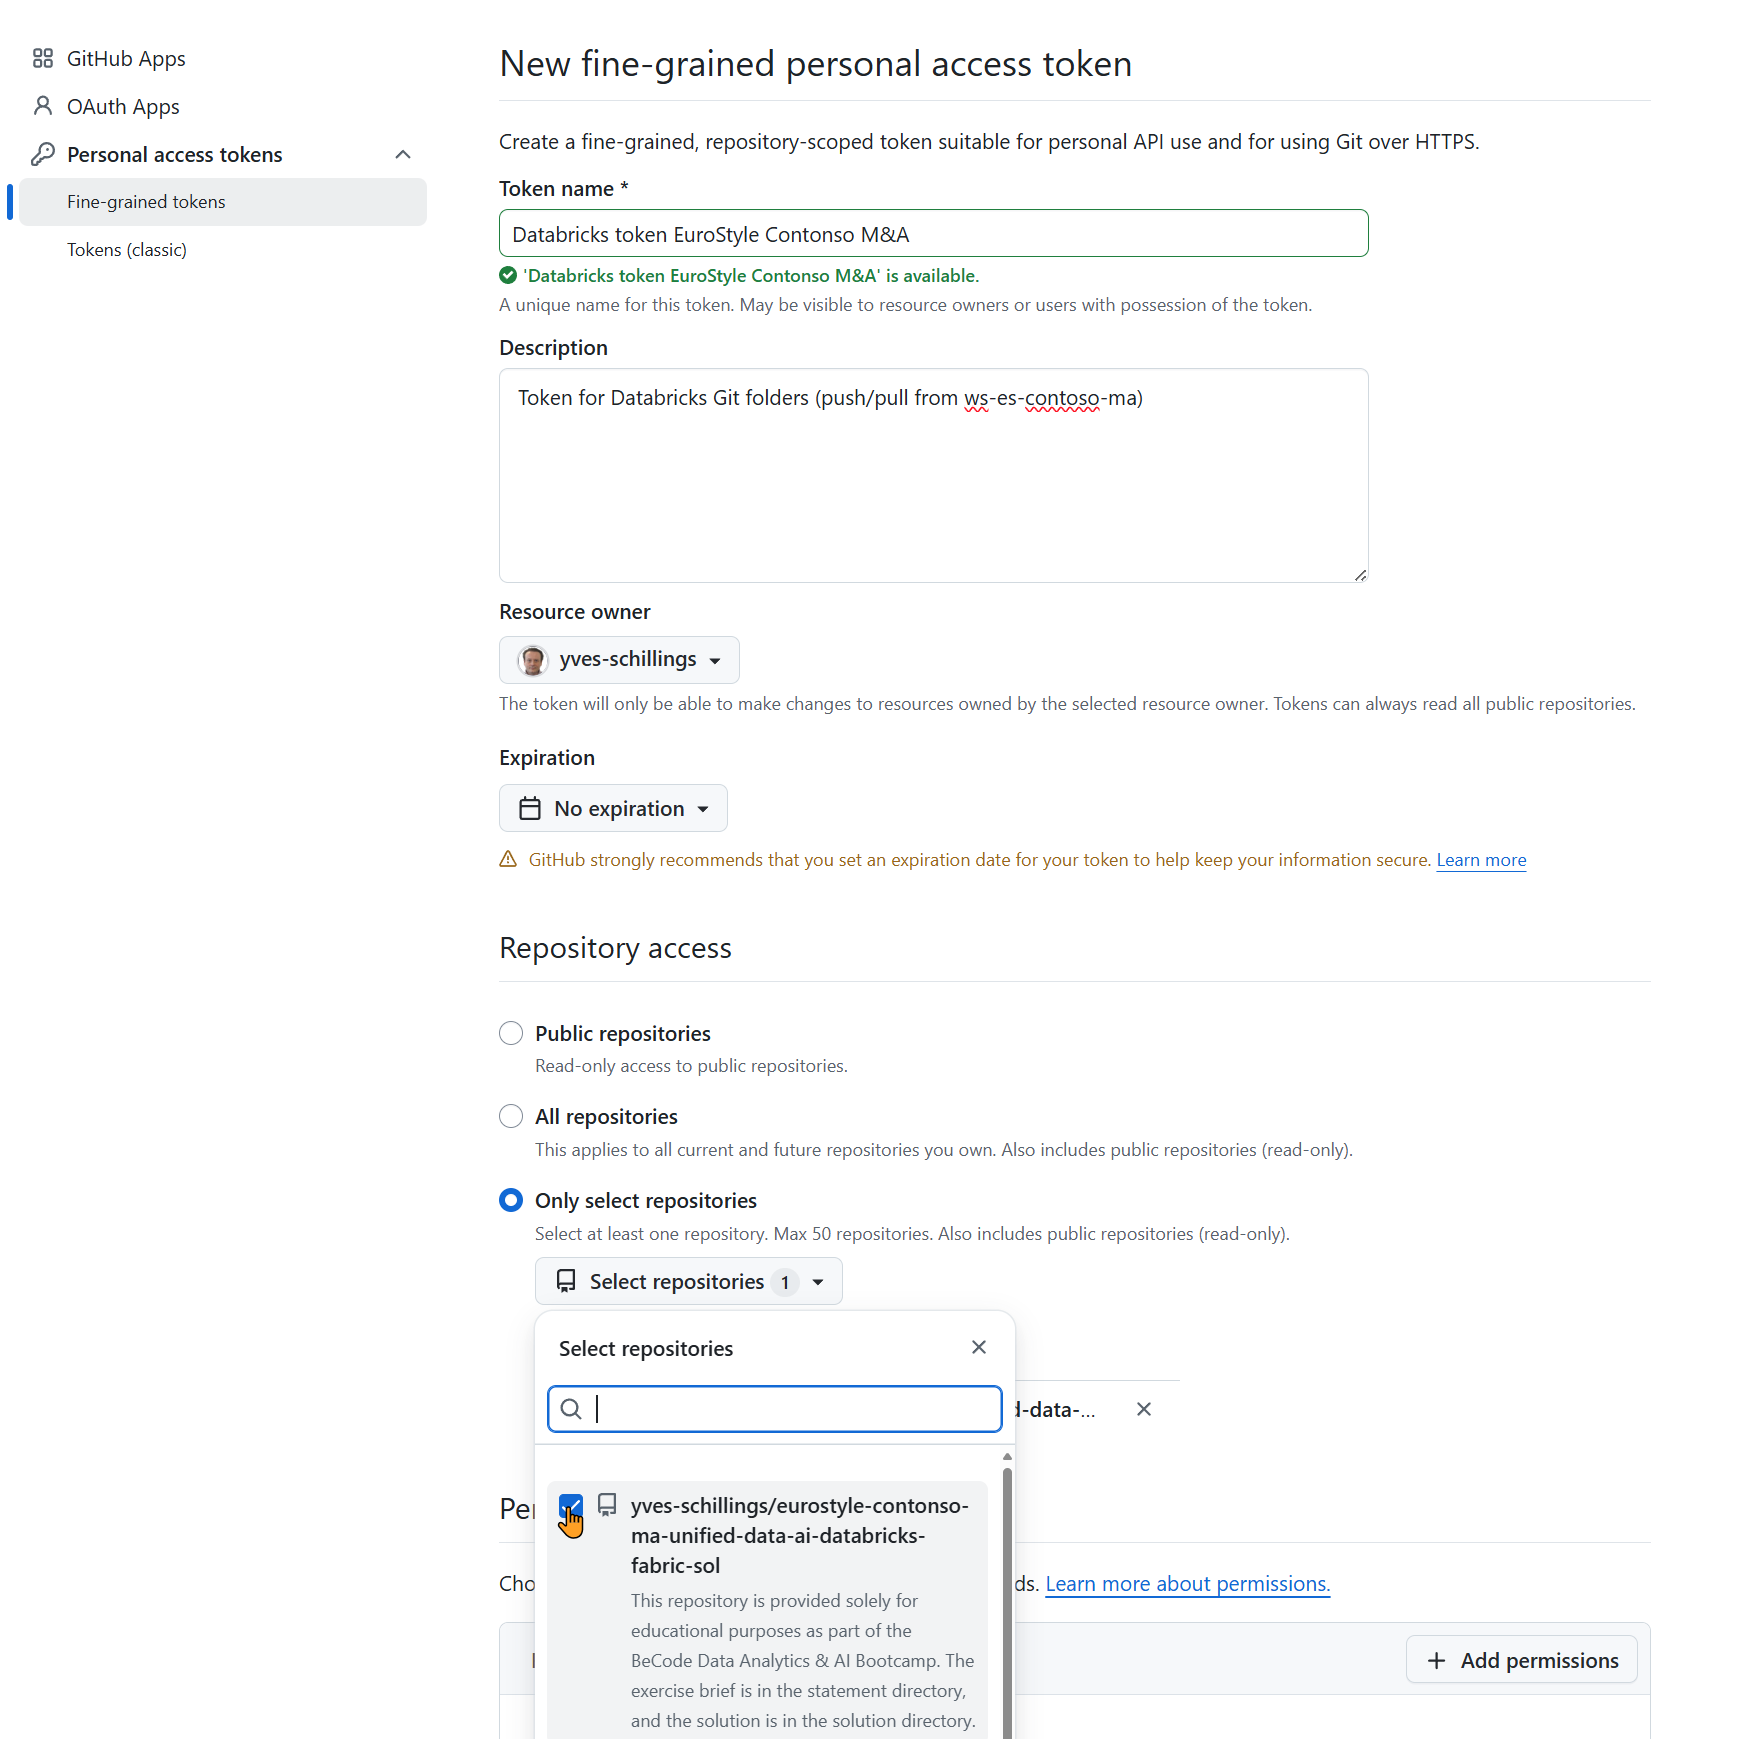 GitHub Apps
OAuth Apps
Personal access tokens
Fine-grained tokens
Tokens (classic)
New fine-grained personal access token
Create a fine-grained, repository-scoped token suitable for personal API use and for using Git over HTTPS.
Token name *
Databricks token EuroStyle Contonso M&A
'Databricks token EuroStyle Contonso M&A' is available.
A unique name for this token. May be visible to resource owners or users with possession of the token.
Description
Token for Databricks Git folders (push/pull from ws-es-contoso-ma)
Resource owner
yves-schillings
The token will only be able to make changes to resources owned by the selected resource owner. Tokens can always read all public repositories.
Expiration
No expiration
GitHub strongly recommends that you set an expiration date for your token to help keep your information secure. Learn more
Repository access
Public repositories
Read-only access to public repositories.
All repositories
This applies to all current and future repositories you own. Also includes public repositories (read-only).
Only select repositories
Select at least one repository. Max 50 repositories. Also includes public repositories (read-only).
Select repositories 1
Select repositories
d-data-...
yves-schillings/eurostyle-contonso-
ma-unified-data-ai-databricks-
fabric-sol
This repository is provided solely for
educational purposes as part of the
BeCode Data Analytics & AI Bootcamp. The
exercise brief is in the statement directory,
and the solution is in the solution directory.
Pe
Cho
ds. Learn more about permissions.
Add permissions